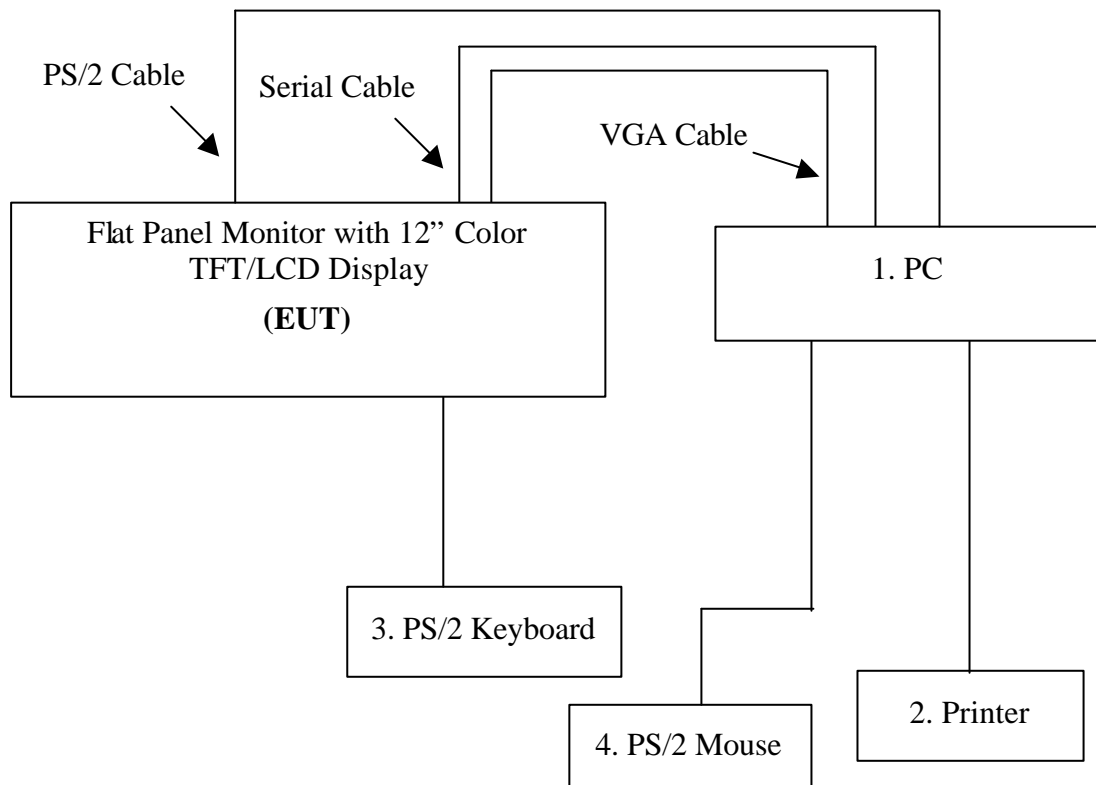 PS/2 Cable
Serial Cable
VGA Cable
Flat Panel Monitor with 12” Color
TFT/LCD Display
(EUT)
1. PC
3. PS/2 Keyboard
2. Printer
4. PS/2 Mouse